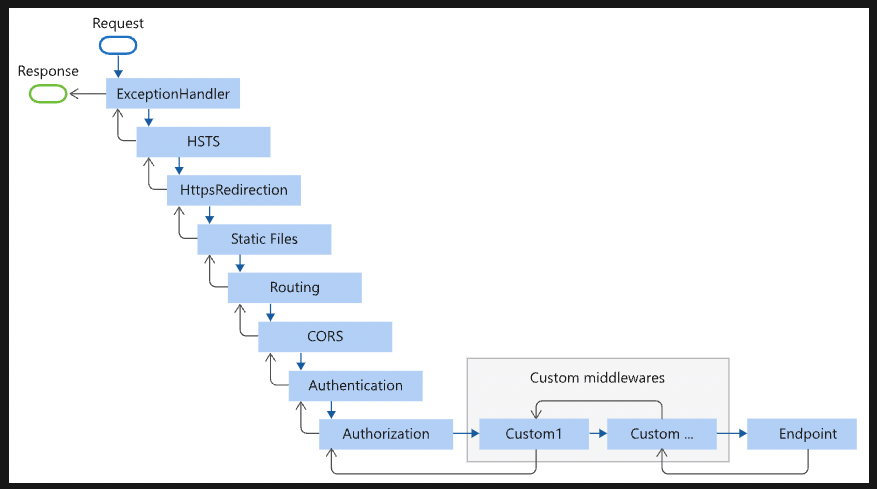 Request
Response
ExceptionHandler
HSTS
HttpsRedirection
Static Files
Routing
CORS
Authentication
Custom middlewares
Authorization
Custom1
Custom ...
Endpoint